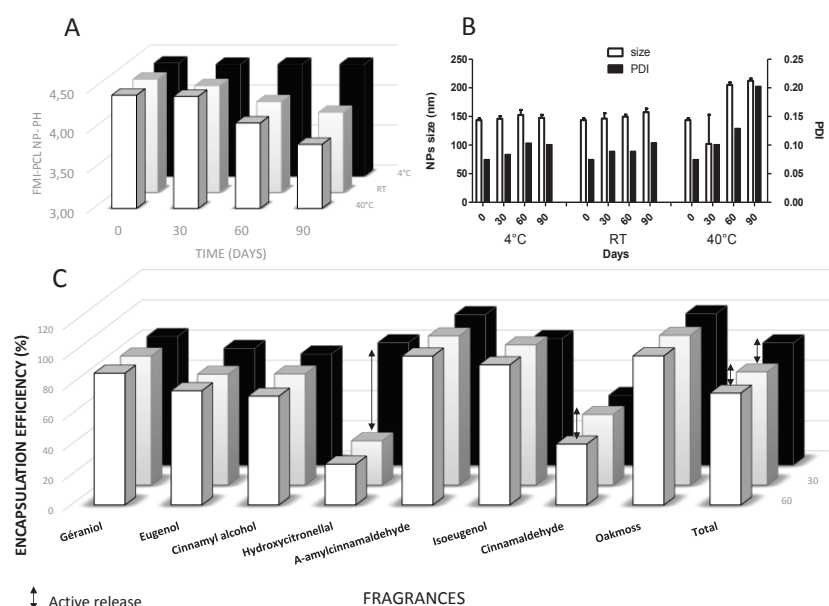 A
FMI-PCL NP- PH
4,50
4,00
3,50
3,00
0 30 60 90
TIME (DAYS)
4°C
RT
40°C
B
size
PDI
NPs size (nm)
250
200
150
100
50
0
PDI
0.25
0.20
0.15
0.10
0.05
0.00
0 30 60 90 0 30 60 90 0 30 60 90
4°C RT 40°C
Days
C
ENCAPSULATION EFFICIENCY (%)
120
100
80
60
40
20
0
Géraniol
Eugenol
Cinnamyl alcohol
Hydroxycitronellal
A-amylcinnamaldehyde
Isoeugenol
Cinnamaldehyde
Oakmoss
Total
30
60
FRAGRANCES
Active release